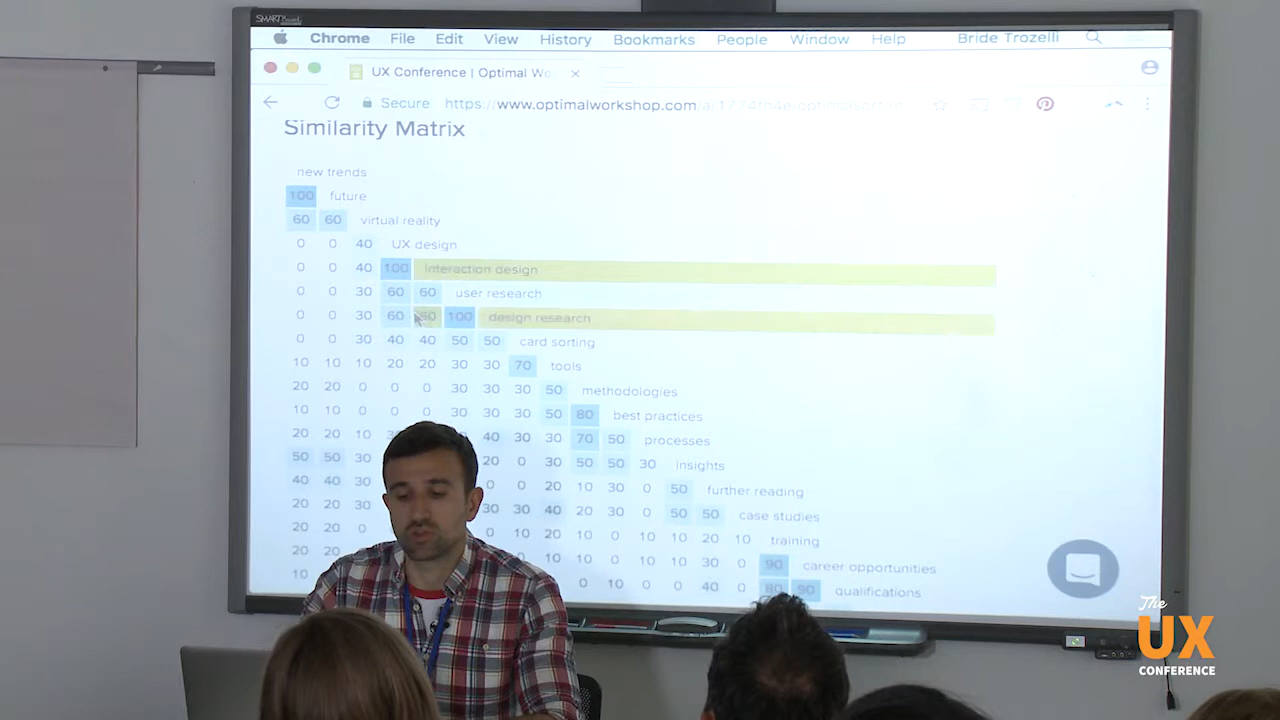 SMART Board
Chrome File Edit View History Bookmarks People Window Help Bride Trozelli
UX Conference | Optimal Wo
Secure https://www.optimalworkshop.com/a/
Similarity Matrix
new trends
100 future
60 60 virtual reality
0 0 40 UX design
0 0 40 100 interaction design
0 0 30 60 60 user research
0 0 30 60 100 design research
0 0 30 40 40 50 50 card sorting
10 10 10 20 20 30 30 70 tools
20 20 0 0 0 30 30 30 50 methodologies
10 10 0 0 0 30 30 30 50 80 best practices
20 20 10 40 30 30 70 50 processes
50 50 30 20 0 30 50 50 30 insights
40 40 30 0 0 20 10 30 0 50 further reading
20 20 30 30 30 40 20 30 0 50 50 case studies
20 20 0 0 10 20 10 0 10 10 20 10 training
20 20 0 10 10 0 10 10 30 0 90 career opportunities
10 0 10 0 0 40 0 90 qualifications
The
UX
CONFERENCE